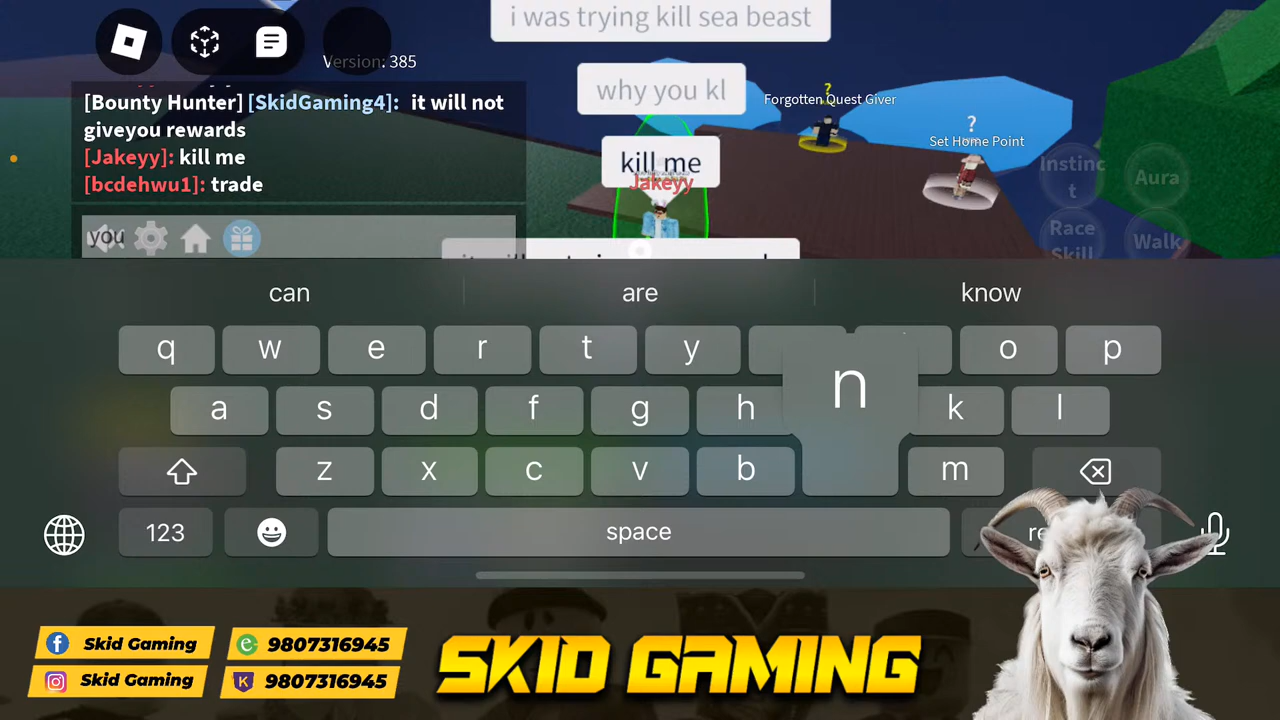 i was trying kill sea beast
Version: 385
why you kl
Forgotten Quest Giver
?
?
Set Home Point
[Bounty Hunter] [SkidGaming4]: it will not
giveyou rewards
[Jakeyy]: kill me
[bcdehwu1]: trade
kill me
Jakeyy
Instinc
t
Aura
Race
Skill
Walk
you
can are know
q w e r t y o p
a s d f g h k l
n
z x c v b m
123 space re
Skid Gaming
9807316945
Skid Gaming
9807316945
SKID GAMING